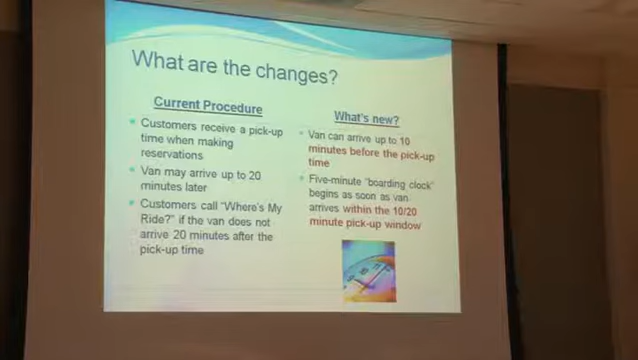 What are the changes?
Current Procedure
Customers receive a pick-up
time when making
reservations
Van may arrive up to 20
minutes later
Customers call "Where's My
Ride?" if the van does not
arrive 20 minutes after the
pick-up time
What's new?
Van can arrive up to 10
minutes before the pick-up
time
Five-minute "boarding clock"
begins as soon as van
arrives within the 10/20
minute pick-up window